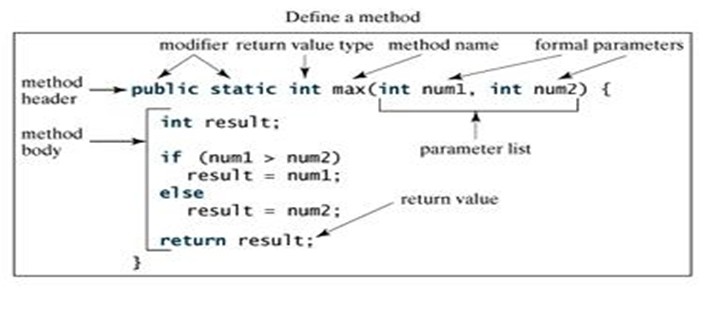 Define a method
modifier return value type method name formal parameters
method header
public static int max(int num1, int num2) {
parameter list
method body
int result;
if (num1 > num2)
result = num1;
else
result = num2;
return value
return result;
}